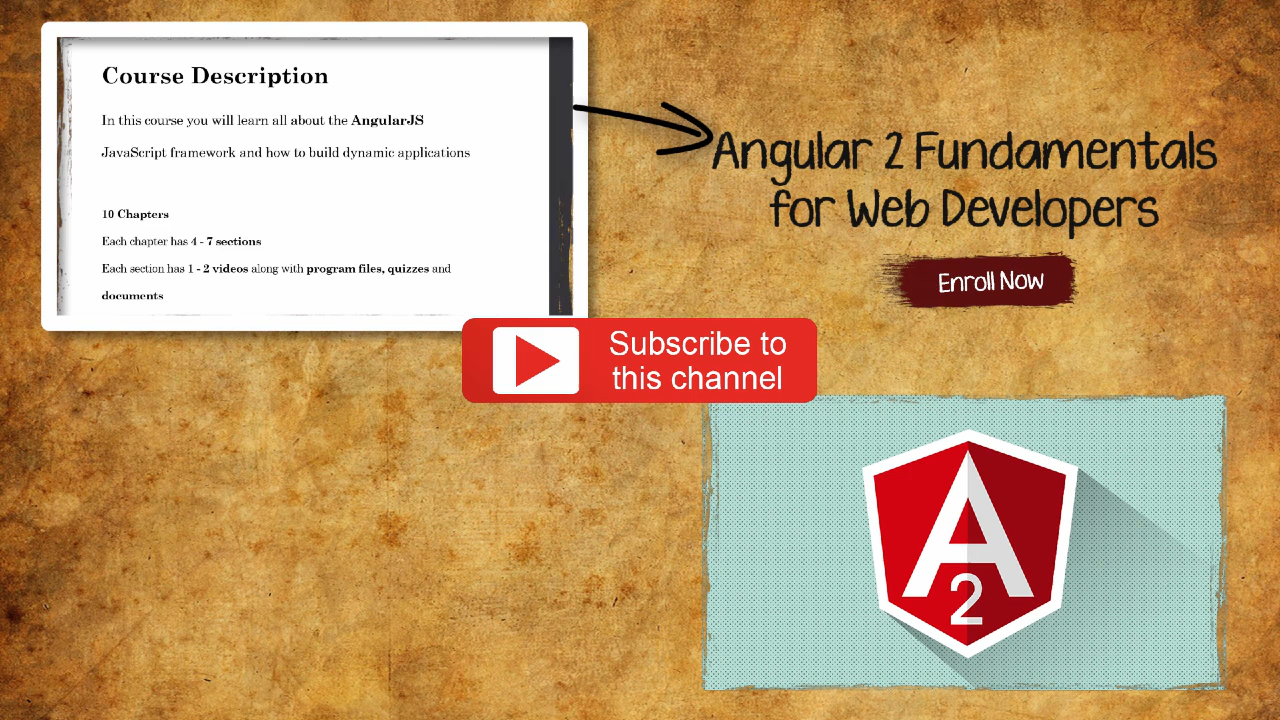 Course Description
In this course you will learn all about the AngularJS
JavaScript framework and how to build dynamic applications
10 Chapters
Each chapter has 4 - 7 sections
Each section has 1 - 2 videos along with program files, quizzes and
documents
Angular 2 Fundamentals
for Web Developers
Enroll Now
Subscribe to
this channel
A
2